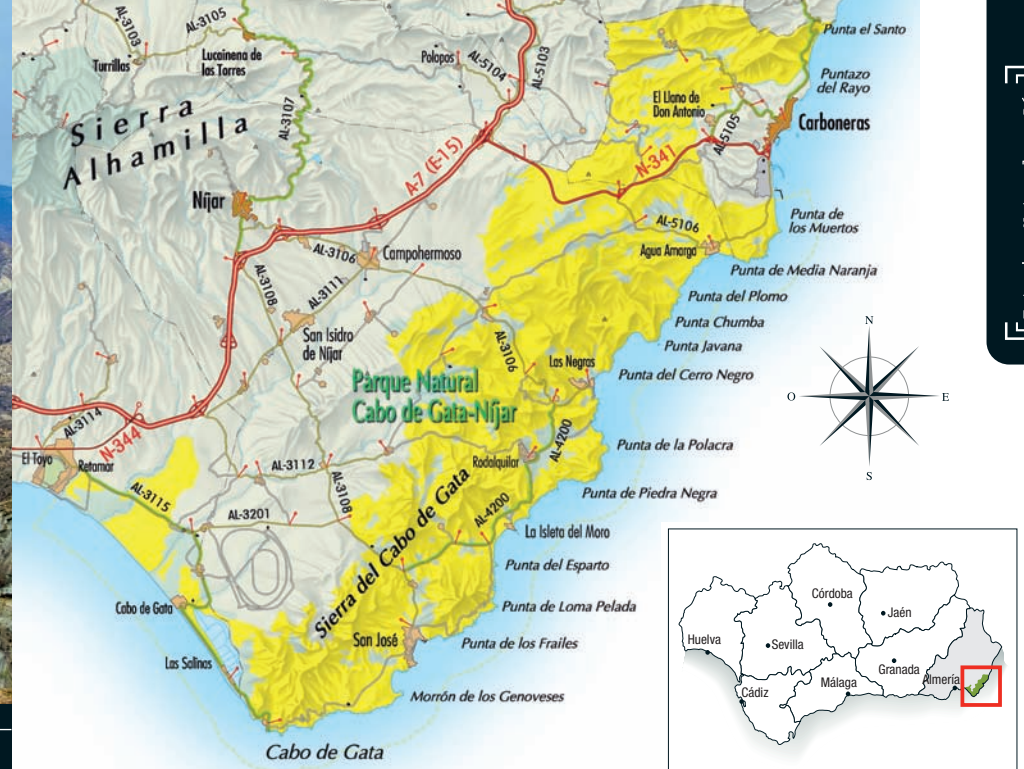 AL-3103
AL-3105
Punta el Santo
Turrillas
Lucainena de
las Torres
Polopos
AL-5104
AL-5103
Puntazo
del Rayo
Sierra
Alhamilla
AL-3107
El Llano de
Don Antonio
AL-5105
Carboneras
A-7 (E-15)
N-341
Níjar
AL-5106
Punta de
los Muertos
AL-3106
Campohermoso
Agua Amarga
Punta de Media Naranja
AL-3108
AL-3111
Punta del Plomo
San Isidro
de Níjar
Punta Chumba
AL-3106
Punta Javana
Las Negras
Punta del Cerro Negro
Parque Natural
Cabo de Gata-Níjar
AL-3114
N-344
AL-4200
Punta de la Polacra
El Toyo
Retamar
AL-3112
Rodalquilar
AL-3115
AL-3108
Punta de Piedra Negra
AL-3201
AL-4200
La Isleta del Moro
Sierra del Cabo de Gata
Punta del Esparto
Cabo de Gata
Punta de Loma Pelada
San José
Punta de los Frailes
Las Salinas
Morrón de los Genoveses
Cabo de Gata
N
O
E
S
Córdoba
Jaén
Huelva
Sevilla
Granada
Almería
Málaga
Cádiz